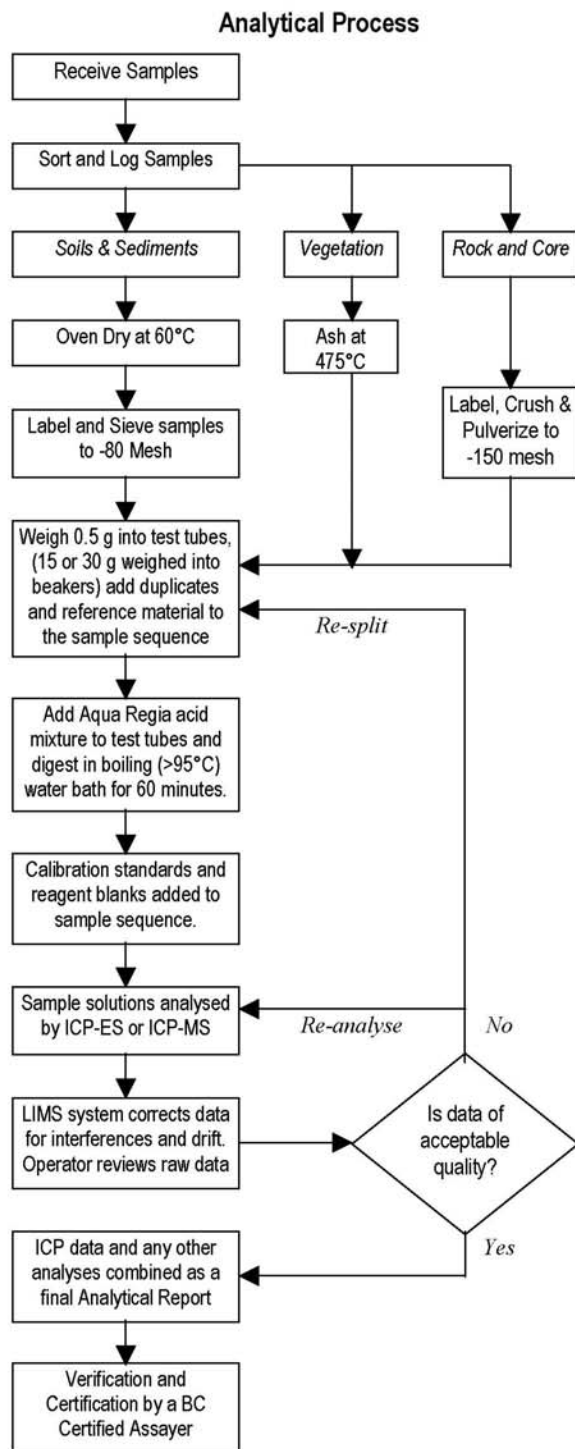 Analytical Process
Receive Samples
Sort and Log Samples
Soils & Sediments
Vegetation
Rock and Core
Oven Dry at 60°C
Ash at
475°C
Label and Sieve samples
to -80 Mesh
Label, Crush &
Pulverize to
-150 mesh
Weigh 0.5 g into test tubes,
(15 or 30 g weighed into
beakers) add duplicates
and reference material to
the sample sequence
Re-split
Add Aqua Regia acid
mixture to test tubes and
digest in boiling (>95°C)
water bath for 60 minutes.
Calibration standards and
reagent blanks added to
sample sequence.
Sample solutions analysed
by ICP-ES or ICP-MS
Re-analyse
No
LIMS system corrects data
for interferences and drift.
Operator reviews raw data
Is data of
acceptable
quality?
Yes
ICP data and any other
analyses combined as a
final Analytical Report
Verification and
Certification by a BC
Certified Assayer